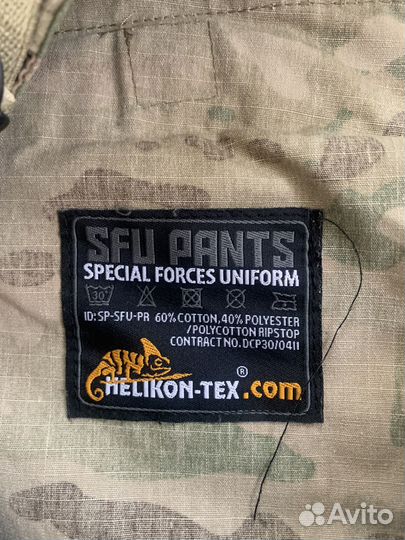 SFU PANTS
SPECIAL FORCES UNIFORM
30°
ID:SP-SFU-PR 60% COTTON, 40% POLYESTER
/POLYCOTTON RIPSTOP
CONTRACT NO. DCP30/0411
®
HELIKON-TEX.com
Avito